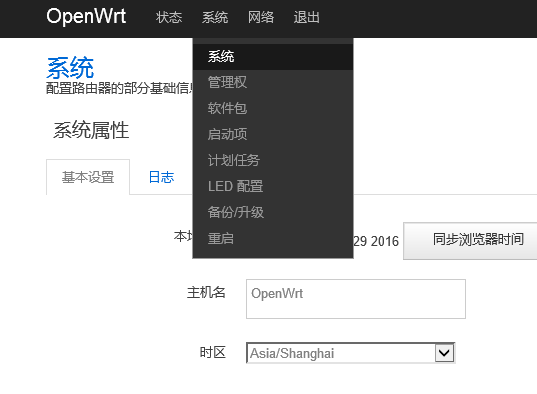 OpenWrt 状态 系统 网络 退出
系统
管理权
软件包
启动项
计划任务
LED 配置
备份/升级
重启
系统
配置路由器的部分基础信
系统属性
基本设置 日志
本 29 2016 同步浏览器时间
主机名 OpenWrt
时区 Asia/Shanghai